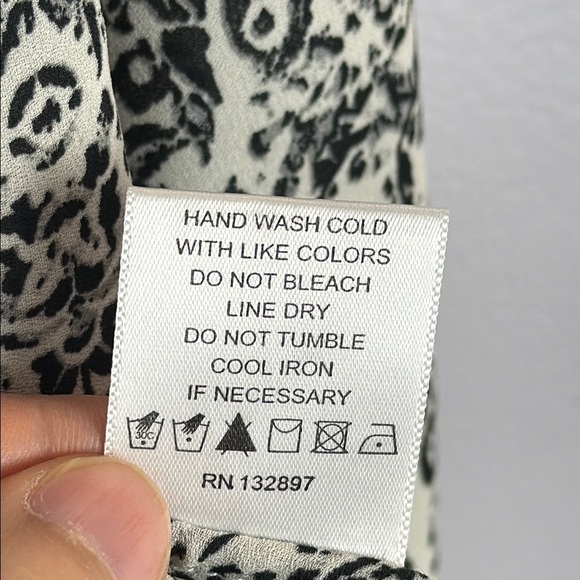 HAND WASH COLD
WITH LIKE COLORS
DO NOT BLEACH
LINE DRY
DO NOT TUMBLE
COOL IRON
IF NECESSARY
30C
RN 132897